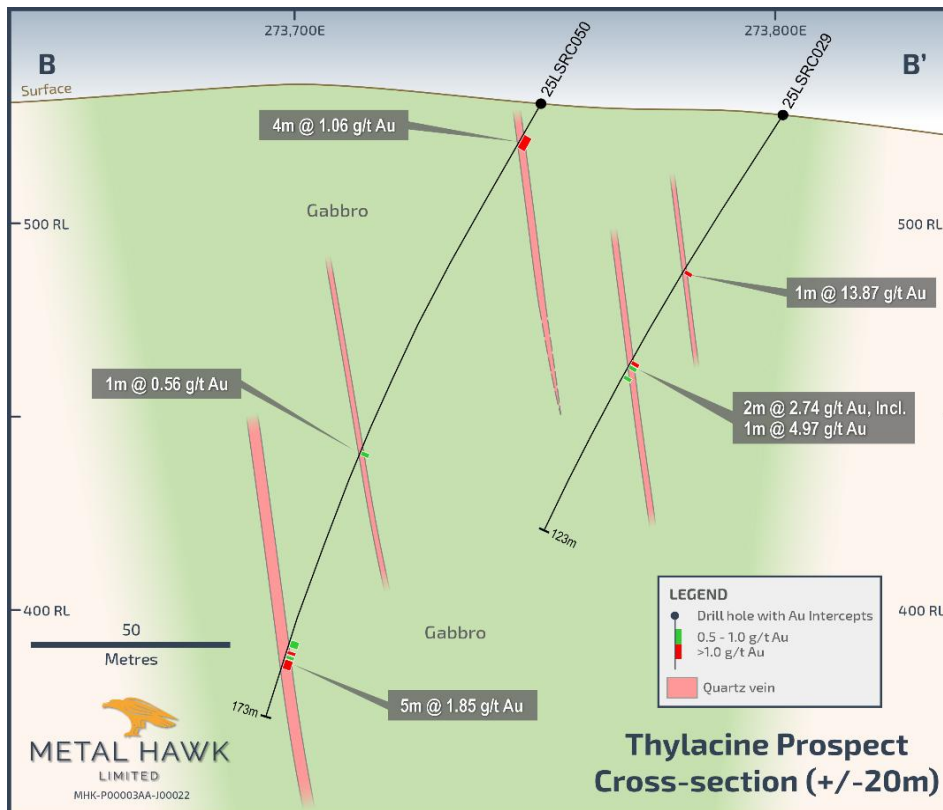 273,700E
273,800E
B
B'
Surface
25LSRC050
25LSRC029
4m @ 1.06 g/t Au
Gabbro
500 RL
500 RL
1m @ 13.87 g/t Au
1m @ 0.56 g/t Au
2m @ 2.74 g/t Au, Incl.
1m @ 4.97 g/t Au
123m
400 RL
400 RL
Gabbro
LEGEND
Drill hole with Au Intercepts
0.5 - 1.0 g/t Au
>1.0 g/t Au
Quartz vein
50
Metres
5m @ 1.85 g/t Au
173m
METAL HAWK
LIMITED
MHK-P00003AA-J00022
Thylacine Prospect
Cross-section (+/-20m)